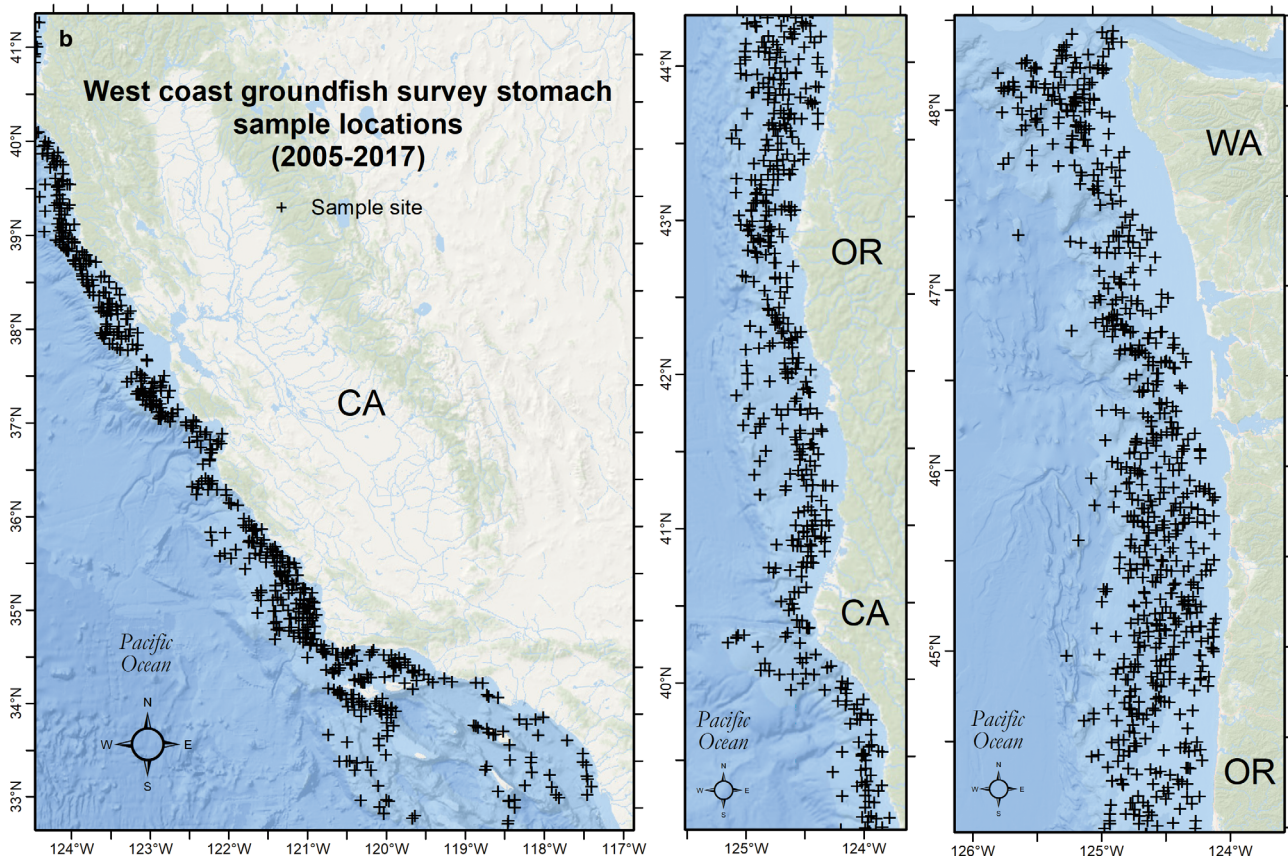 b
West coast groundfish survey stomach
sample locations
(2005-2017)
+ Sample site
CA
Pacific
Ocean
N
W E
S
41°N
40°N
39°N
38°N
37°N
36°N
35°N
34°N
33°N
124°W 123°W 122°W 121°W 120°W 119°W 118°W 117°W
44°N
43°N
42°N
41°N
40°N
OR
CA
Pacific
Ocean
N
W E
S
125°W 124°W
48°N
47°N
46°N
45°N
WA
OR
Pacific
Ocean
N
W E
S
126°W 125°W 124°W